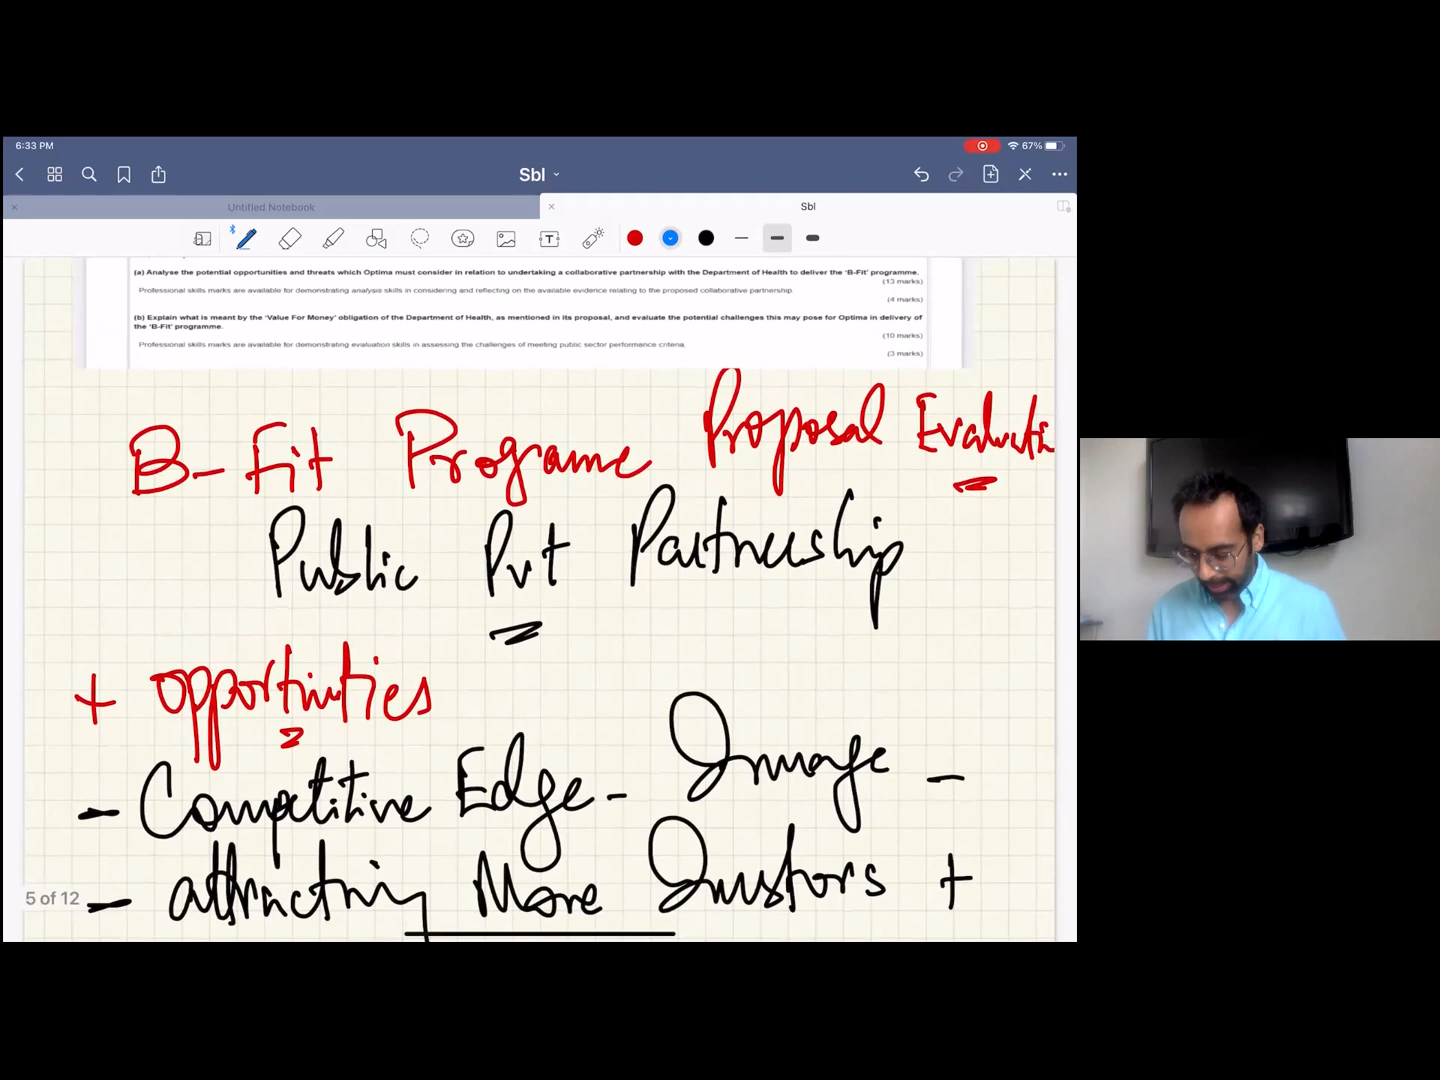 6:33 PM
67%
Sbl
Untitled Notebook
Sbl
(a) Analyse the potential opportunities and threats which Optima must consider in relation to undertaking a collaborative partnership with the Department of Health to deliver the 'B-Fit' programme.
(13 marks)
Professional skills marks are available for demonstrating analysis skills in considering and reflecting on the available evidence relating to the proposed collaborative partnership.
(4 marks)
(b) Explain what is meant by the 'Value For Money' obligation of the Department of Health, as mentioned in its proposal, and evaluate the potential challenges this may pose for Optima in delivery of
the 'B-Fit' programme.
(10 marks)
Professional skills marks are available for demonstrating evaluation skills in assessing the challenges of meeting public sector performance criteria.
(3 marks)
B-Fit Programe Proposal Evaluati
Public Pvt Partnership
+ opportunities
- Competitive Edge - Image -
- attracting More Investors +
5 of 12